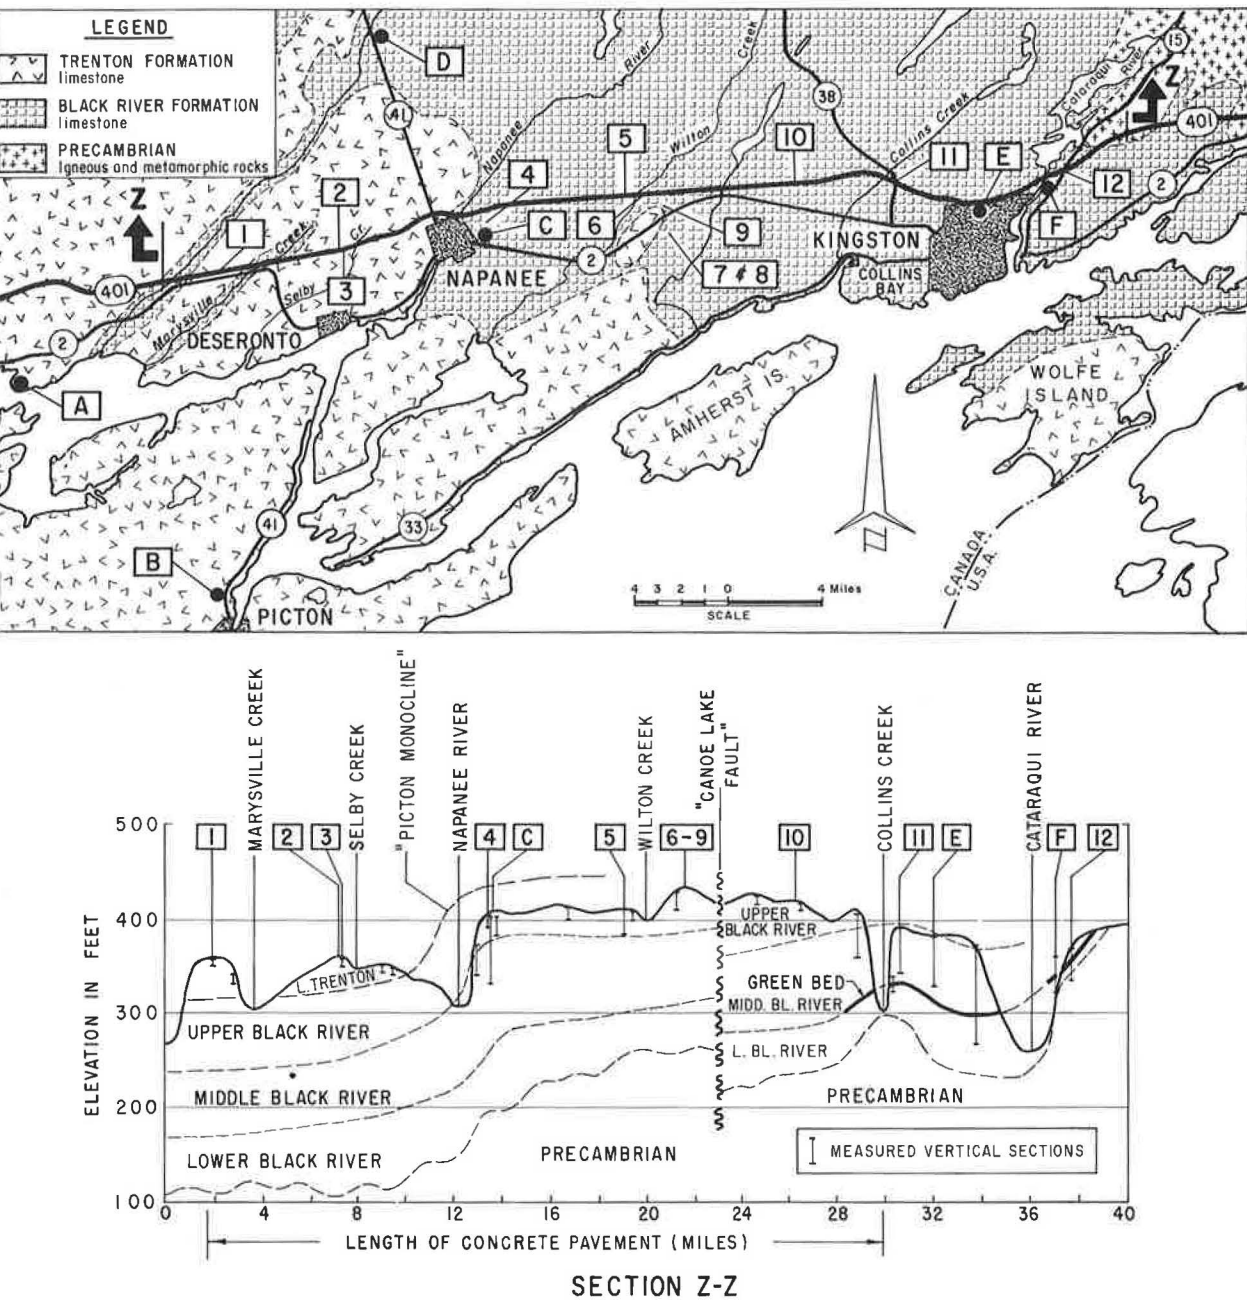 LEGEND
TRENTON FORMATION
limestone
BLACK RIVER FORMATION
limestone
PRECAMBRIAN
Igneous and metamorphic rocks
D
41
Napanee River
Wilton Creek
38
Collins Creek
Cataraqui River
15
Z
401
Z
1
2
3
4
5
10
11
E
12
2
F
C
6
9
7 & 8
2
KINGSTON
COLLINS
BAY
NAPANEE
401
Marysville Creek
Selby Cr.
DESERONTO
2
A
AMHERST IS.
WOLFE
ISLAND
41
33
B
PICTON
N
CANADA
U.S.A.
4 3 2 1 0 4 Miles
SCALE
MARYSVILLE CREEK
SELBY CREEK
"PICTON MONOCLINE"
NAPANEE RIVER
WILTON CREEK
"CANOE LAKE
FAULT"
COLLINS CREEK
CATARAQUI RIVER
500
1
2
3
4
C
5
6-9
10
11
E
F
12
400
UPPER
BLACK RIVER
L. TRENTON
GREEN BED
MIDD. BL. RIVER
300
UPPER BLACK RIVER
L. BL. RIVER
ELEVATION IN FEET
MIDDLE BLACK RIVER
PRECAMBRIAN
200
LOWER BLACK RIVER
PRECAMBRIAN
MEASURED VERTICAL SECTIONS
100
0 4 8 12 16 20 24 28 32 36 40
LENGTH OF CONCRETE PAVEMENT (MILES)
SECTION Z-Z